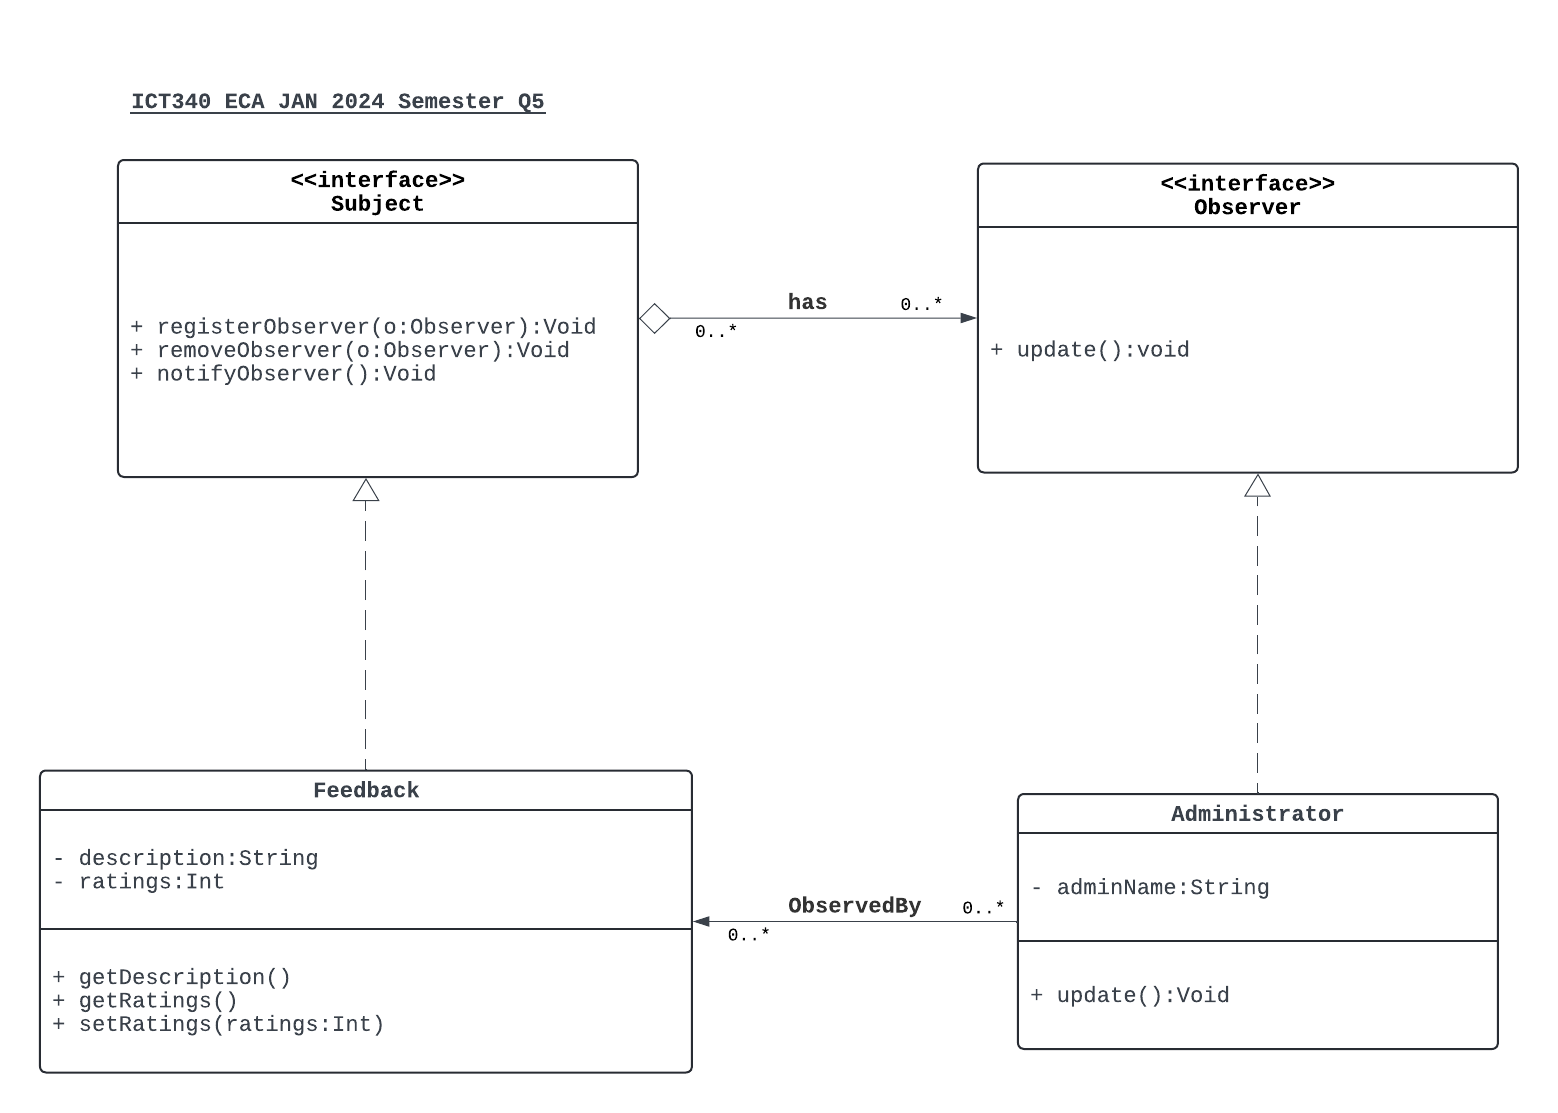 ICT340 ECA JAN 2024 Semester Q5
<<interface>>
Subject
+ registerObserver(o:Observer):Void
+ removeObserver(o:Observer):Void
+ notifyObserver():Void
has
0..*
0..*
<<interface>>
Observer
+ update():void
Feedback
- description:String
- ratings:Int
+ getDescription()
+ getRatings()
+ setRatings(ratings:Int)
ObservedBy
0..*
0..*
Administrator
- adminName:String
+ update():Void